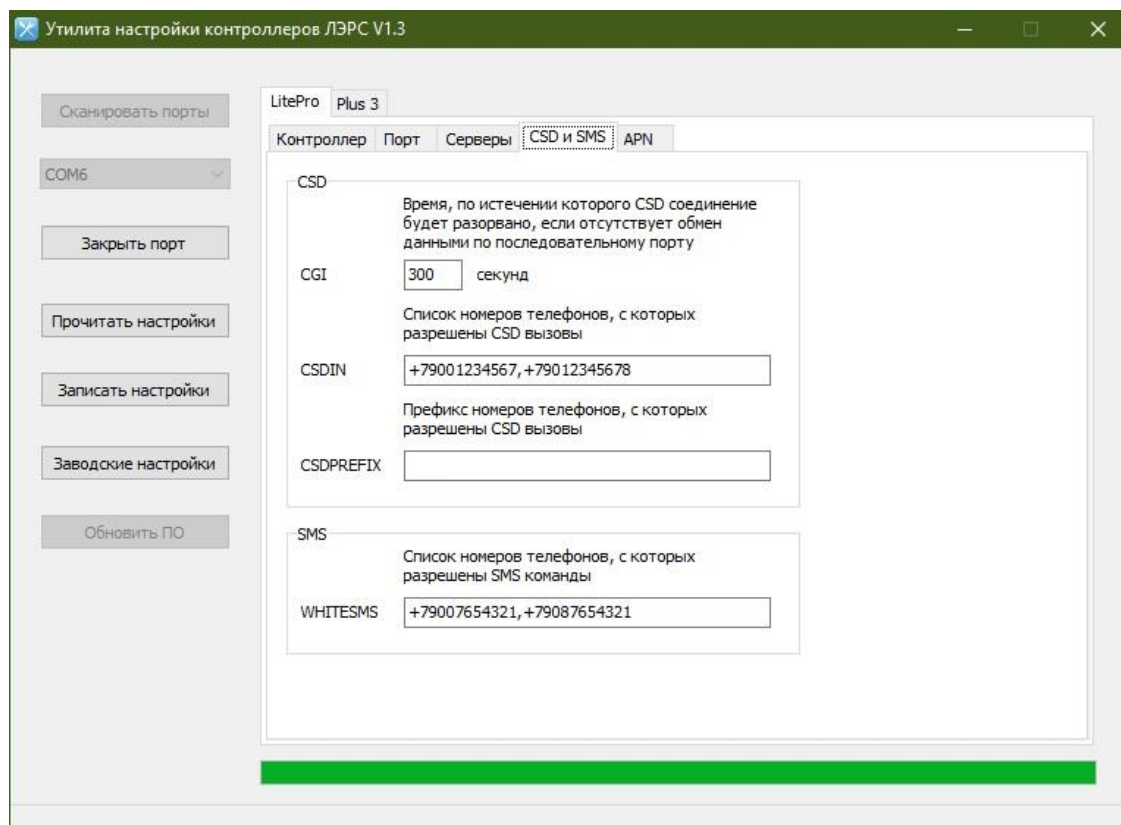 Утилита настройки контроллеров ЛЭРС V1.3
Сканировать порты
COM6
Закрыть порт
Прочитать настройки
Записать настройки
Заводские настройки
Обновить ПО
LitePro Plus 3
Контроллер Порт Серверы CSD и SMS APN
CSD
Время, по истечении которого CSD соединение
будет разорвано, если отсутствует обмен
данными по последовательному порту
CGI 300 секунд
Список номеров телефонов, с которых
разрешены CSD вызовы
CSDIN +79001234567,+79012345678
Префикс номеров телефонов, с которых
разрешены CSD вызовы
CSDPREFIX
SMS
Список номеров телефонов, с которых
разрешены SMS команды
WHITESMS +79007654321,+79087654321